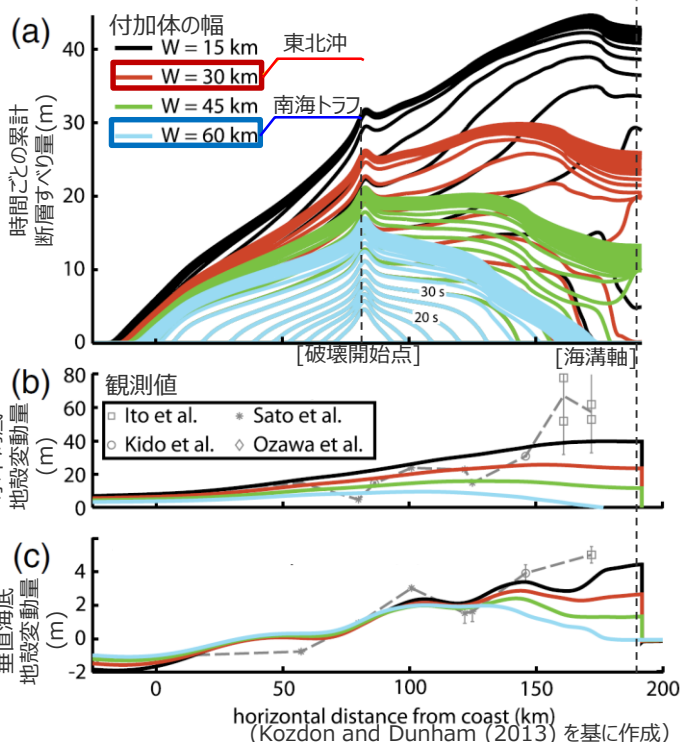 (a)
付加体の幅
W = 15 km
W = 30 km
東北沖
W = 45 km
南海トラフ
W = 60 km
時間ごとの累計
断層すべり量(m)
30
20
10
0
30 s
20 s
[破壊開始点]
[海溝軸]
(b)
80
60
40
20
0
観測値
Ito et al.
Sato et al.
Kido et al.
Ozawa et al.
地殻変動量
(m)
(c)
4
2
0
-2
垂直海底
地殻変動量
(m)
0
50
100
150
200
horizontal distance from coast (km)
(Kozdon and Dunham (2013) を基に作成)